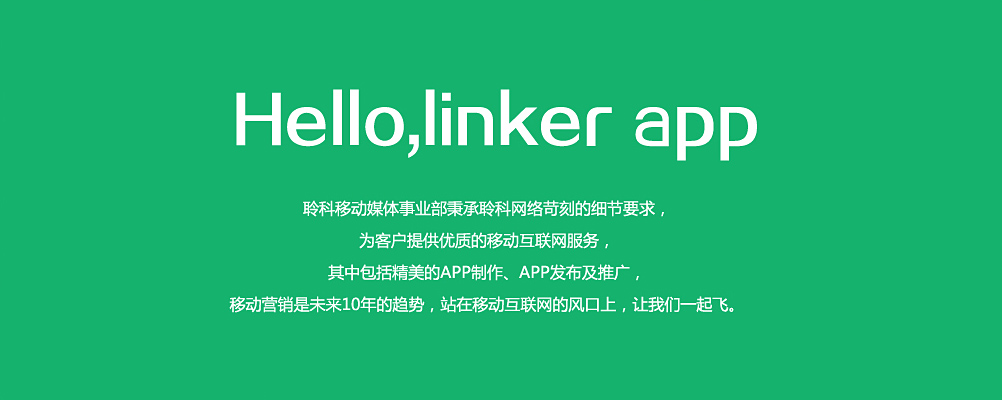 Hello,linker app
聆科移动媒体事业部秉承聆科网络苛刻的细节要求，
为客户提供优质的移动互联网服务，
其中包括精美的APP制作、APP发布及推广，
移动营销是未来10年的趋势，站在移动互联网的风口上，让我们一起飞。